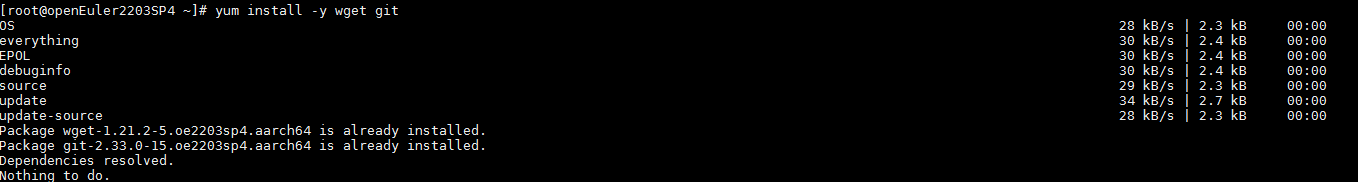 [root@openEuler2203SP4 ~]# yum install -y wget git
OS 28 kB/s | 2.3 kB 00:00
everything 30 kB/s | 2.4 kB 00:00
EPOL 30 kB/s | 2.4 kB 00:00
debuginfo 30 kB/s | 2.4 kB 00:00
source 29 kB/s | 2.3 kB 00:00
update 34 kB/s | 2.7 kB 00:00
update-source 28 kB/s | 2.3 kB 00:00
Package wget-1.21.2-5.oe2203sp4.aarch64 is already installed.
Package git-2.33.0-15.oe2203sp4.aarch64 is already installed.
Dependencies resolved.
Nothing to do.